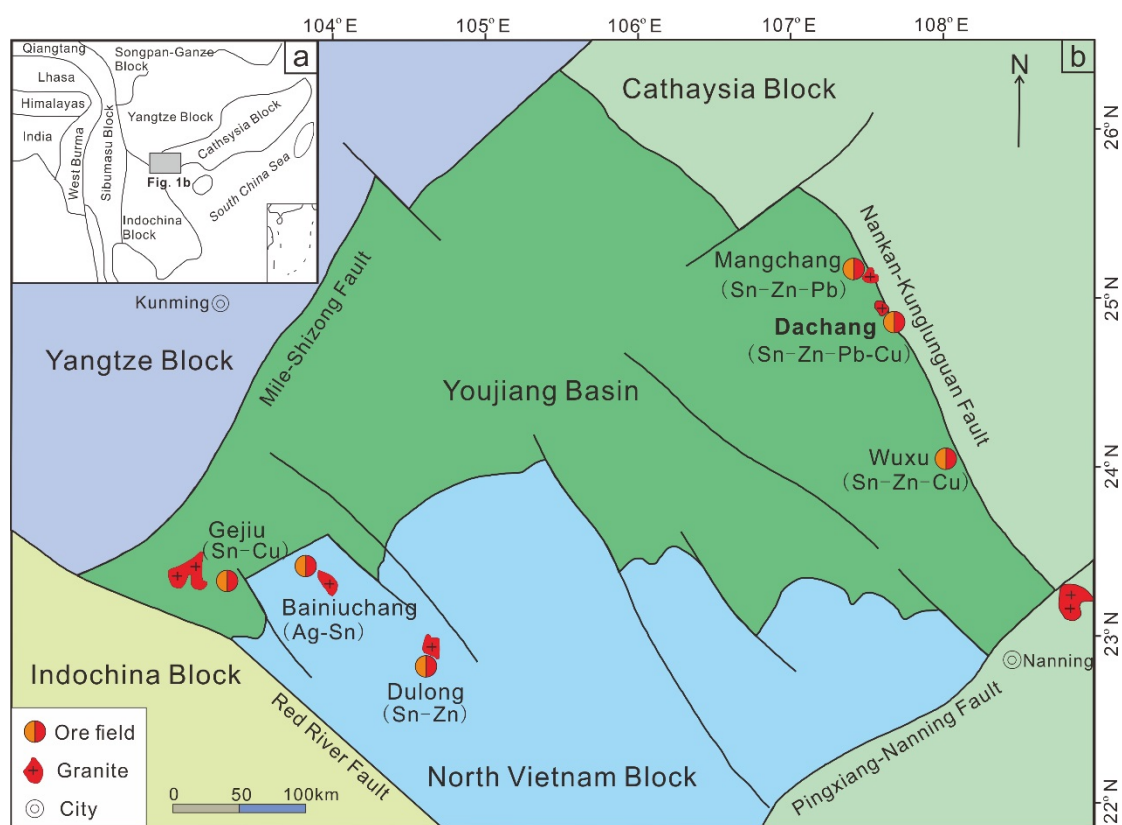 104° E
105° E
106° E
107° E
108° E
a
Qiangtang
Songpan-Ganze
Block
Lhasa
Himalayas
India
West Burma
Sibumasu Block
Yangtze Block
Cathsysia Block
Fig. 1b
South China Sea
Indochina
Block
b
N
Cathaysia Block
26° N
25° N
24° N
23° N
22° N
Kunming
Yangtze Block
Mile-Shizong Fault
Youjiang Basin
Mangchang
(Sn-Zn-Pb)
Nankan-Kunglunguan Fault
Dachang
(Sn-Zn-Pb-Cu)
Wuxu
(Sn-Zn-Cu)
Gejiu
(Sn-Cu)
Bainiuchang
(Ag-Sn)
Dulong
(Sn-Zn)
Indochina Block
Red River Fault
North Vietnam Block
Pingxiang-Nanning Fault
Nanning
Ore field
Granite
City
0 50 100km